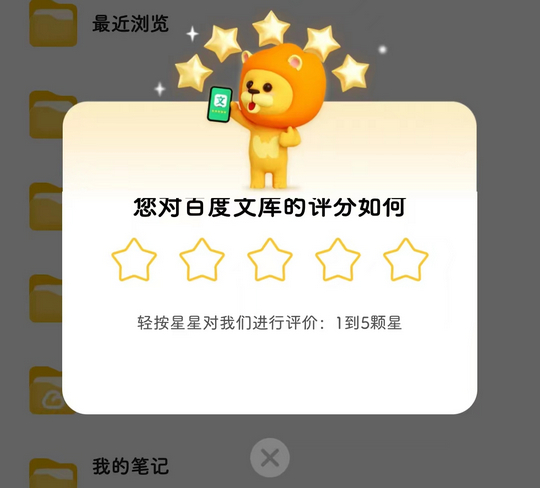 最近浏览
文
您对百度文库的评分如何
轻按星星对我们进行评价：1到5颗星
我的笔记